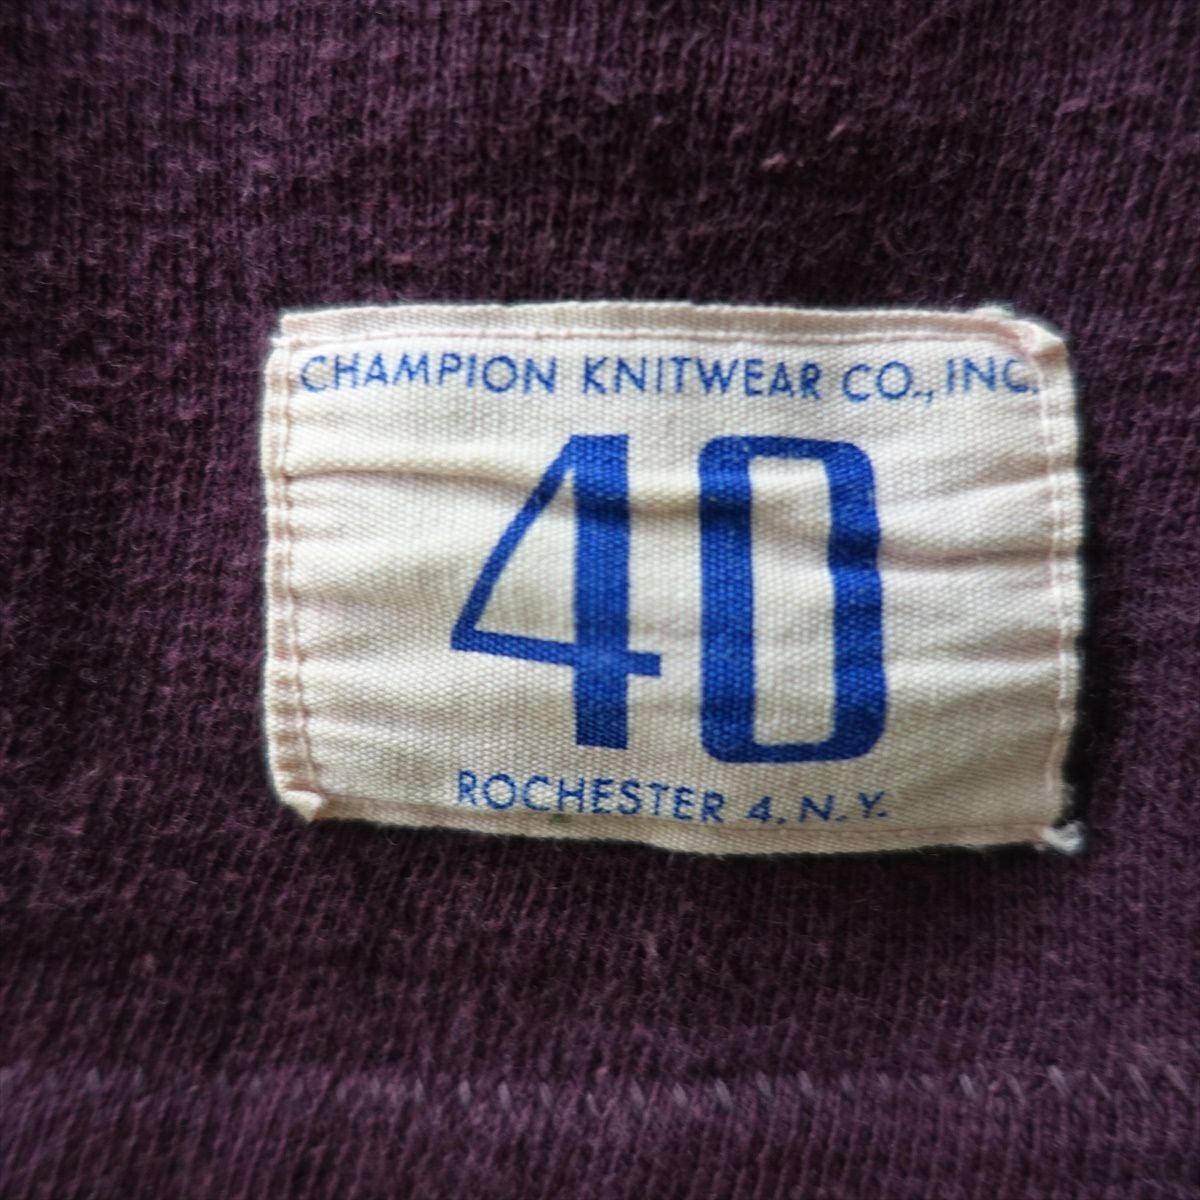 CHAMPION KNITWEAR CO., INC.
40
ROCHESTER 4, N.Y.